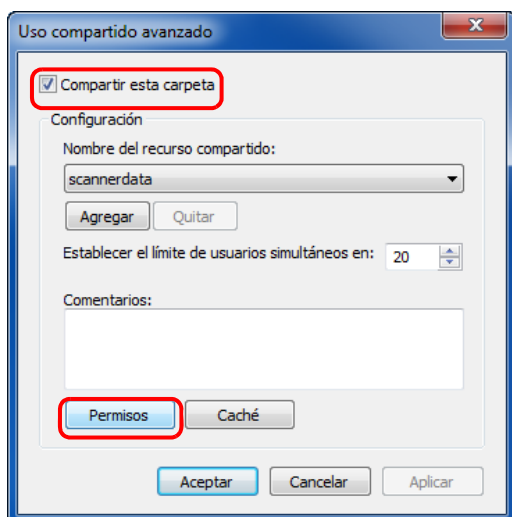 Uso compartido avanzado
Compartir esta carpeta
Configuración
Nombre del recurso compartido:
scannerdata
Agregar Quitar
Establecer el límite de usuarios simultáneos en: 20
Comentarios:
Permisos Caché
Aceptar Cancelar Aplicar